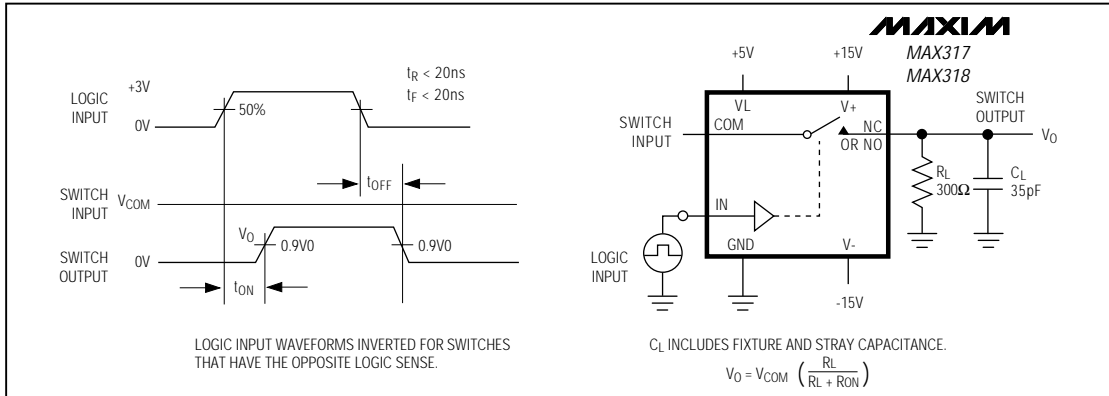 MAXIM
MAX317
MAX318
LOGIC
INPUT
+3V
0V
50%
tR < 20ns
tF < 20ns
tOFF
SWITCH
INPUT
VCOM
SWITCH
OUTPUT
VO
0V
0.9V0
0.9V0
tON
LOGIC INPUT WAVEFORMS INVERTED FOR SWITCHES
THAT HAVE THE OPPOSITE LOGIC SENSE.
+5V
+15V
VL
V+
SWITCH
INPUT
COM
NC
OR NO
SWITCH
OUTPUT
VO
RL
300Ω
CL
35pF
IN
GND
V-
LOGIC
INPUT
-15V
CL INCLUDES FIXTURE AND STRAY CAPACITANCE.
VO = VCOM ( RL / RL + RON )